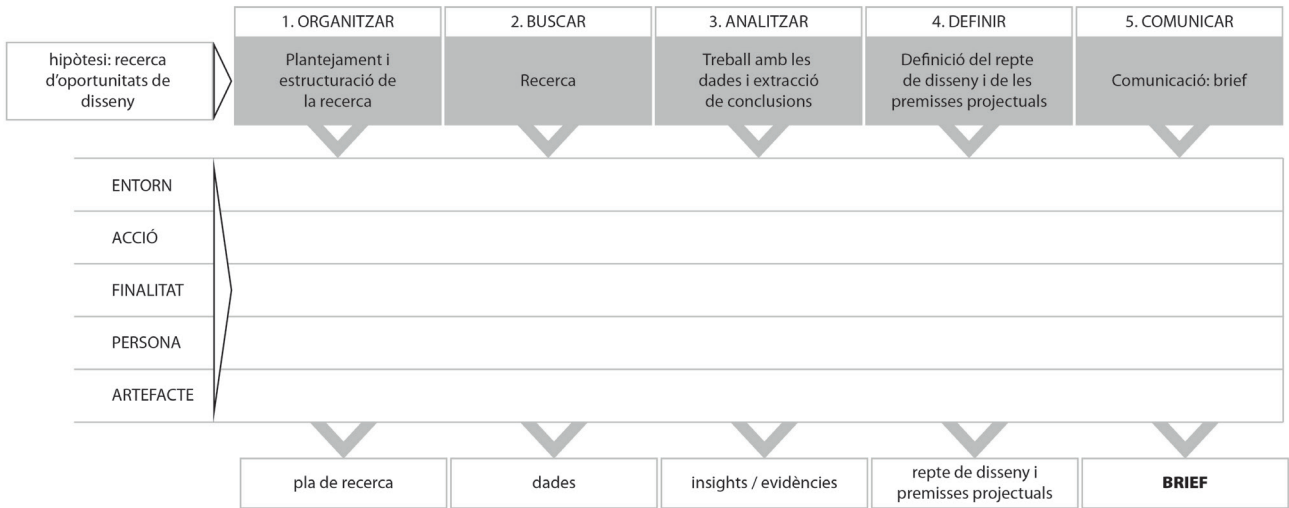 1. ORGANITZAR
2. BUSCAR
3. ANALITZAR
4. DEFINIR
5. COMUNICAR
hipòtesi: recerca
d'oportunitats de
disseny
Plantejament i
estructuració de
la recerca
Recerca
Treball amb les
dades i extracció
de conclusions
Definició del repte
de disseny i de les
premisses projectuals
Comunicació: brief
ENTORN
ACCIÓ
FINALITAT
PERSONA
ARTEFACTE
pla de recerca
dades
insights / evidències
repte de disseny i
premisses projectuals
BRIEF